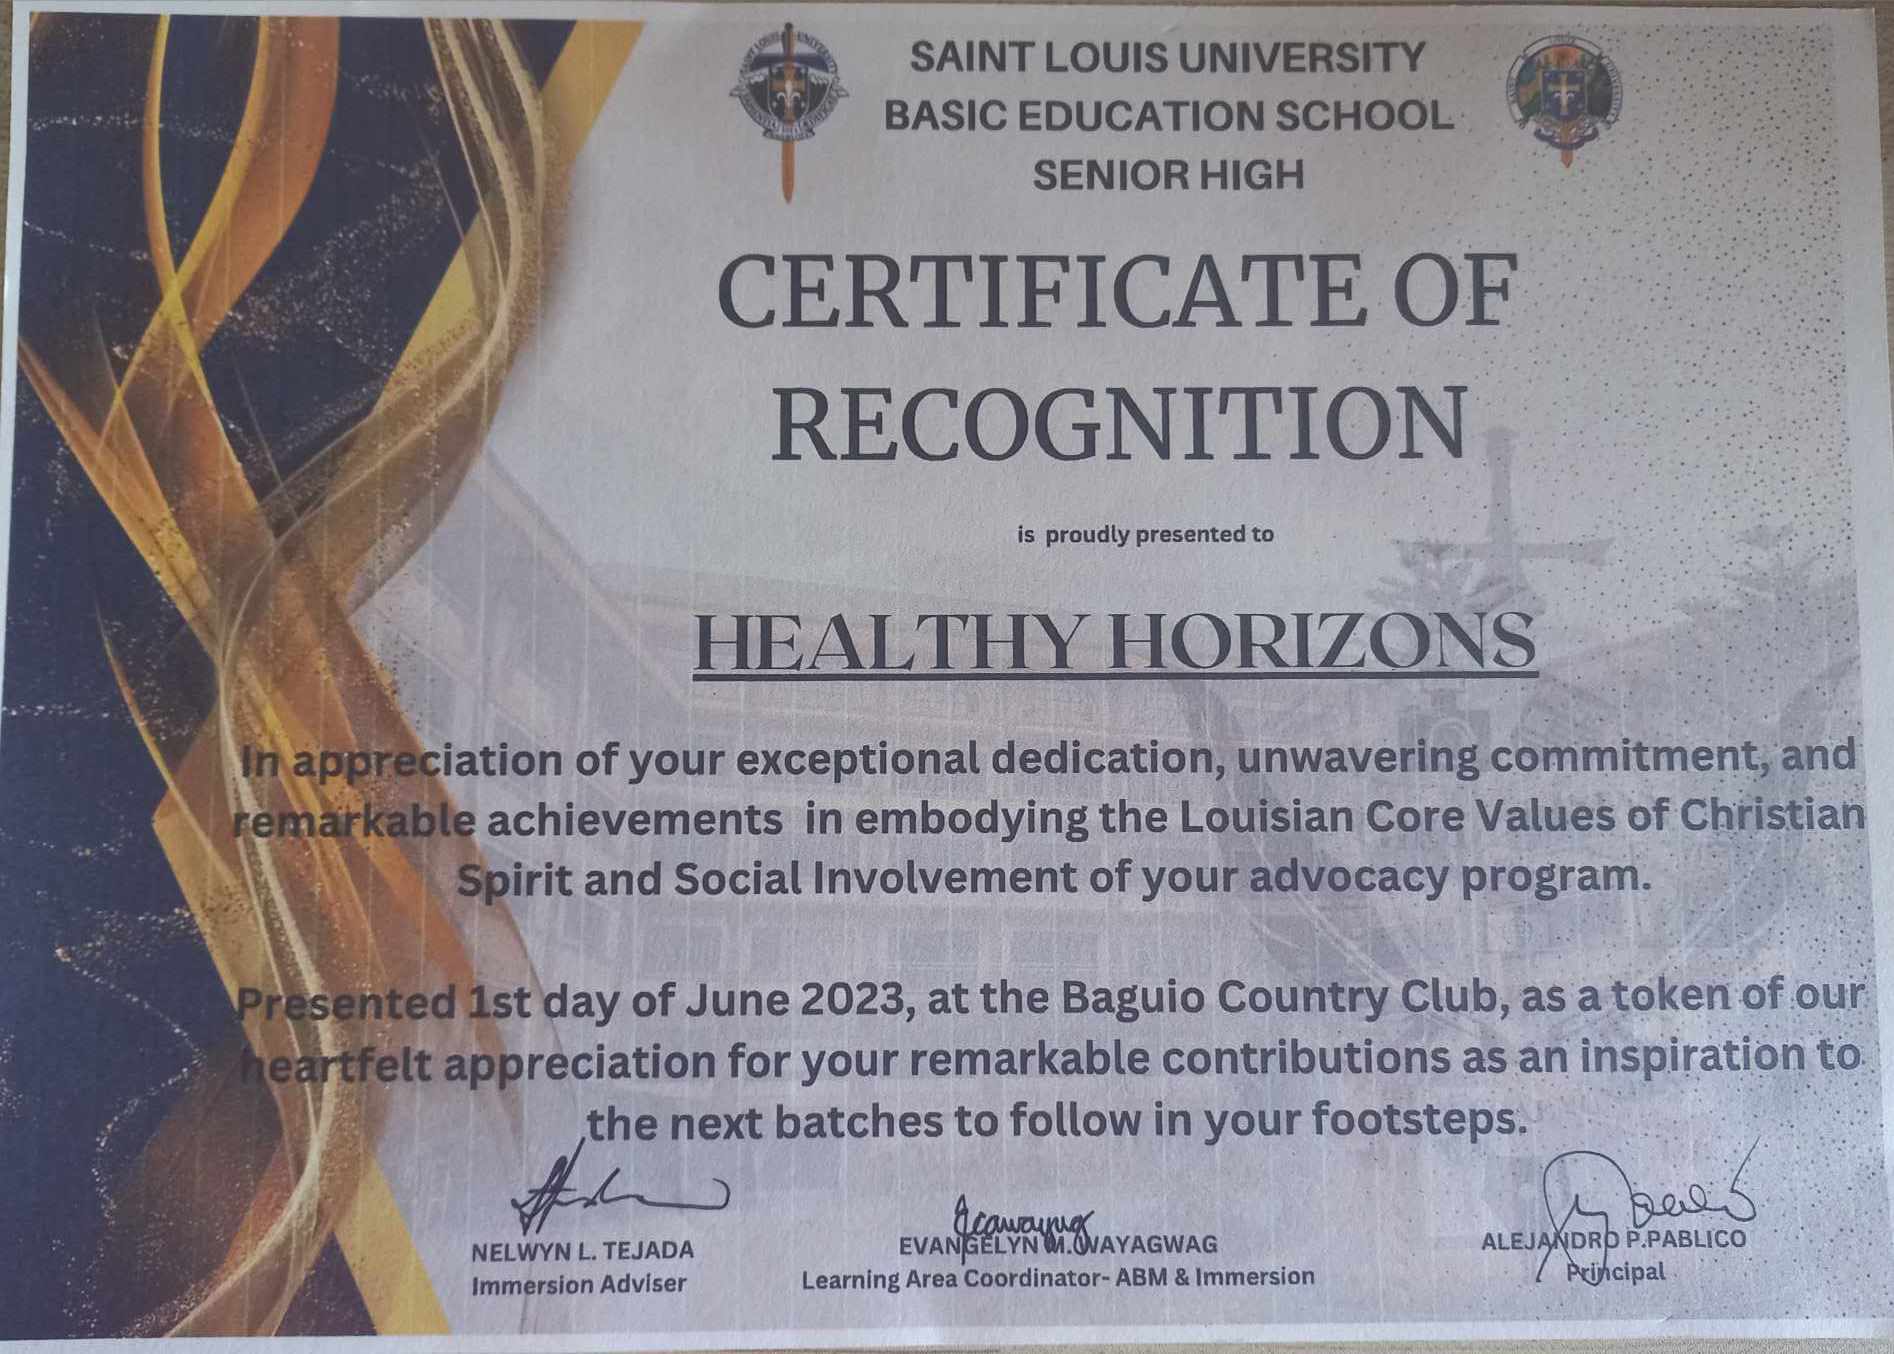 SAINT LOUIS UNIVERSITY
BASIC EDUCATION SCHOOL
SENIOR HIGH
CERTIFICATE OF
RECOGNITION
is proudly presented to
HEALTHY HORIZONS
In appreciation of your exceptional dedication, unwavering commitment, and
remarkable achievements in embodying the Louisian Core Values of Christian
Spirit and Social Involvement of your advocacy program.
Presented 1st day of June 2023, at the Baguio Country Club, as a token of our
heartfelt appreciation for your remarkable contributions as an inspiration to
the next batches to follow in your footsteps.
NELWYN L. TEJADA
Immersion Adviser
EVANGELYN M.WAYAGWAG
Learning Area Coordinator- ABM & Immersion
ALEJANDRO P.PABLICO
Principal